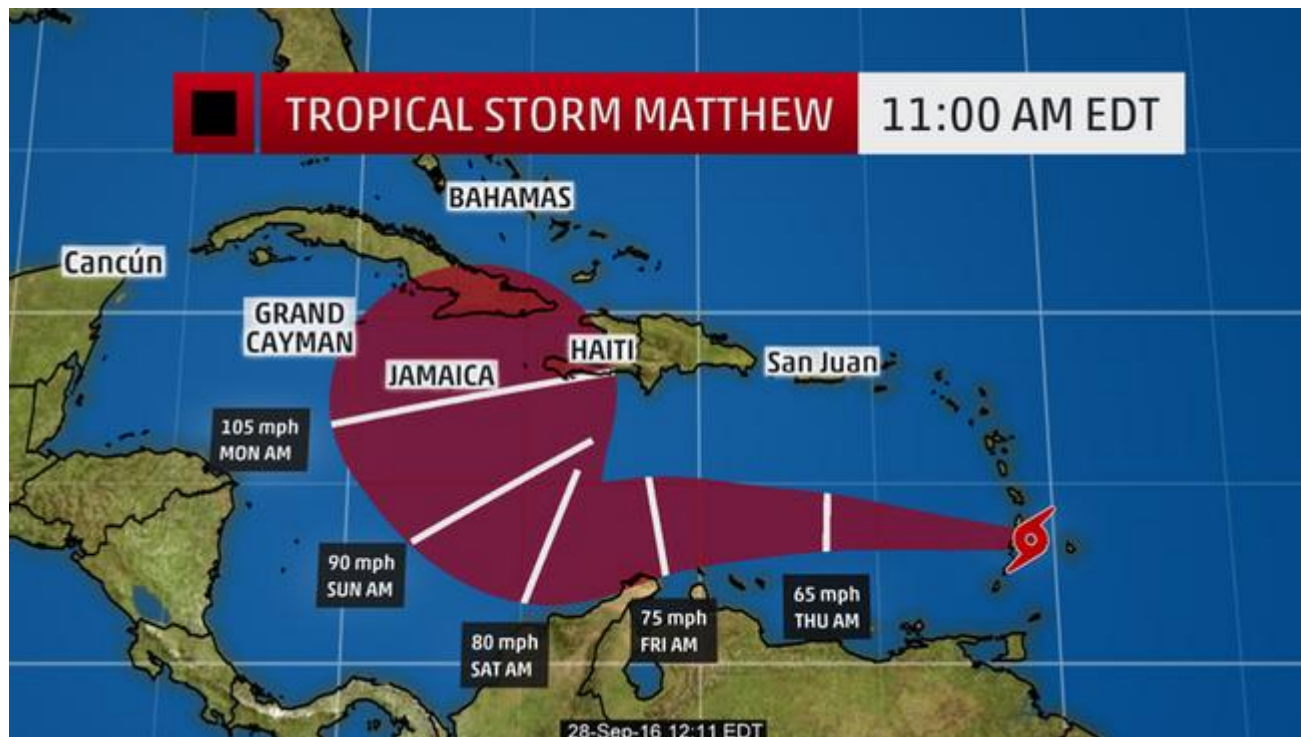 TROPICAL STORM MATTHEW
11:00 AM EDT
BAHAMAS
Cancún
GRAND
CAYMAN
HAITI
San Juan
JAMAICA
105 mph
MON AM
90 mph
SUN AM
80 mph
SAT AM
75 mph
FRI AM
65 mph
THU AM
28-Sep-16 12:11 EDT